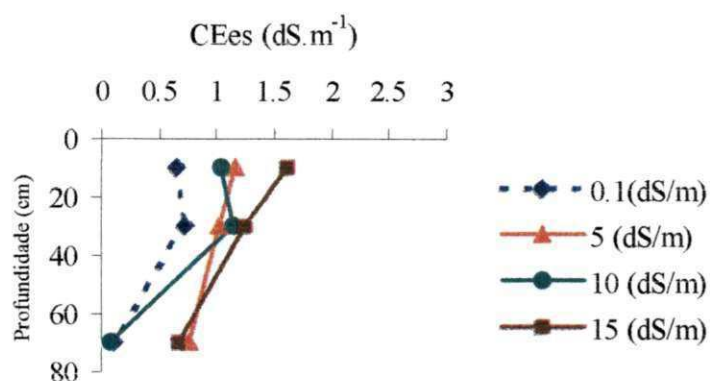 CEes (dS.m⁻¹)
0 0.5 1 1.5 2 2.5 3
Profundidade (cm)
0
20
40
60
80
0.1(dS/m)
5 (dS/m)
10 (dS/m)
15 (dS/m)